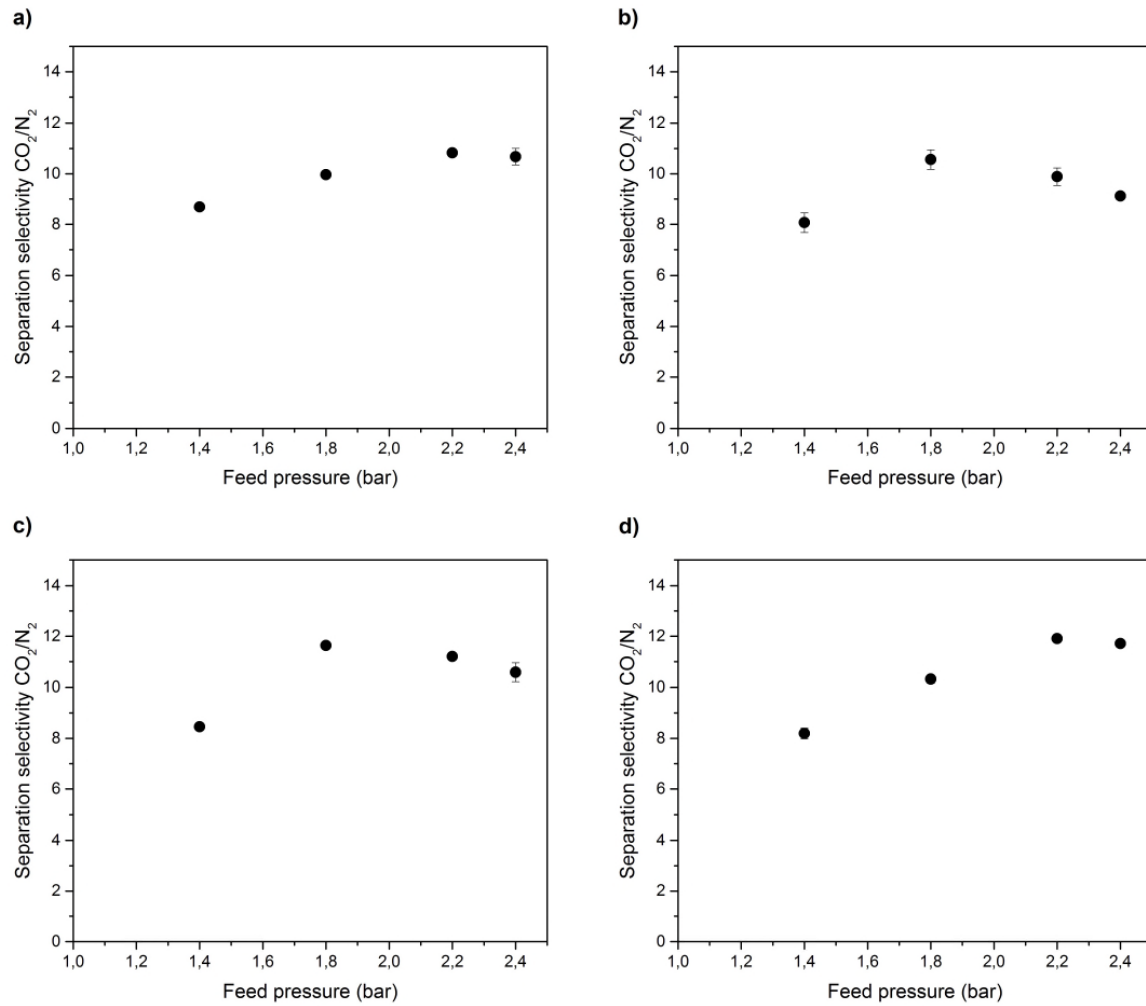 a)
Separation selectivity CO₂/N₂
14
12
10
8
6
4
2
0
1,0 1,2 1,4 1,6 1,8 2,0 2,2 2,4
Feed pressure (bar)
b)
Separation selectivity CO₂/N₂
14
12
10
8
6
4
2
0
1,0 1,2 1,4 1,6 1,8 2,0 2,2 2,4
Feed pressure (bar)
c)
Separation selectivity CO₂/N₂
14
12
10
8
6
4
2
0
1,0 1,2 1,4 1,6 1,8 2,0 2,2 2,4
Feed pressure (bar)
d)
Separation selectivity CO₂/N₂
14
12
10
8
6
4
2
0
1,0 1,2 1,4 1,6 1,8 2,0 2,2 2,4
Feed pressure (bar)